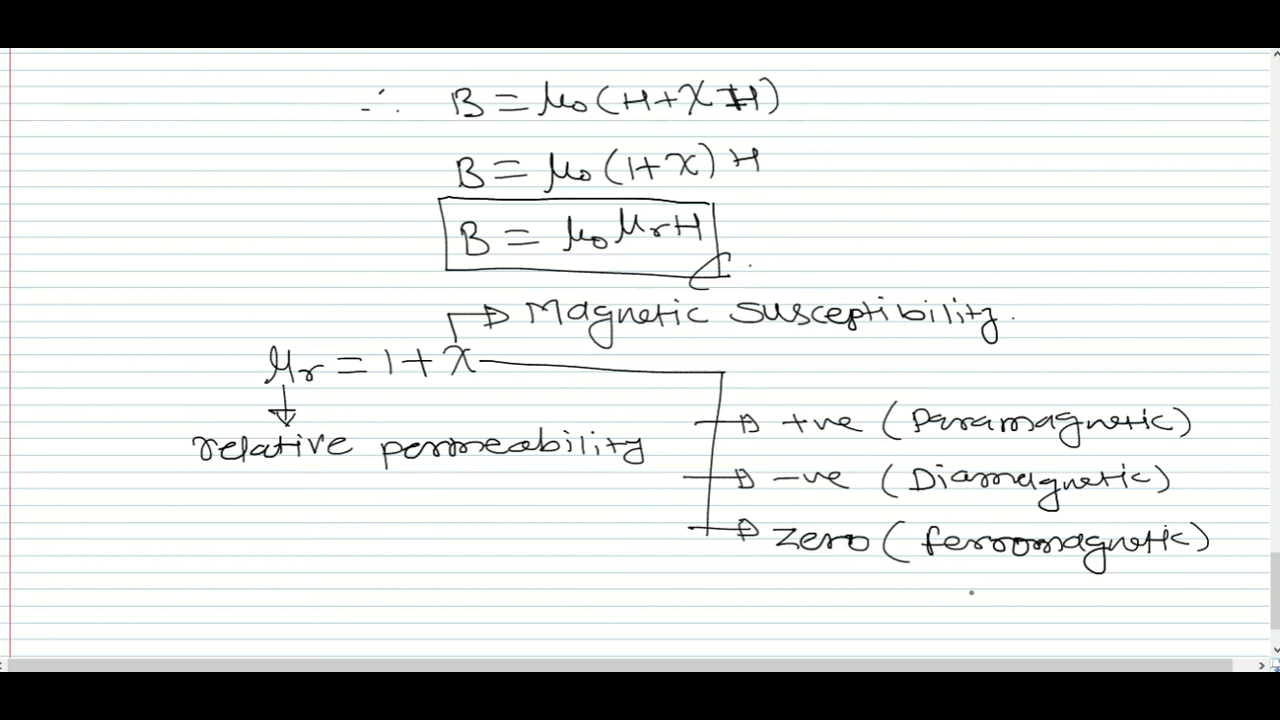 ∴ B = μ₀(H+χH)
B = μ₀(1+χ)H
B = μ₀μᵣH
Magnetic susceptibility.
μᵣ = 1+χ
relative permeability
+ve (Paramagnetic)
-ve (Diamagnetic)
zero (ferromagnetic)